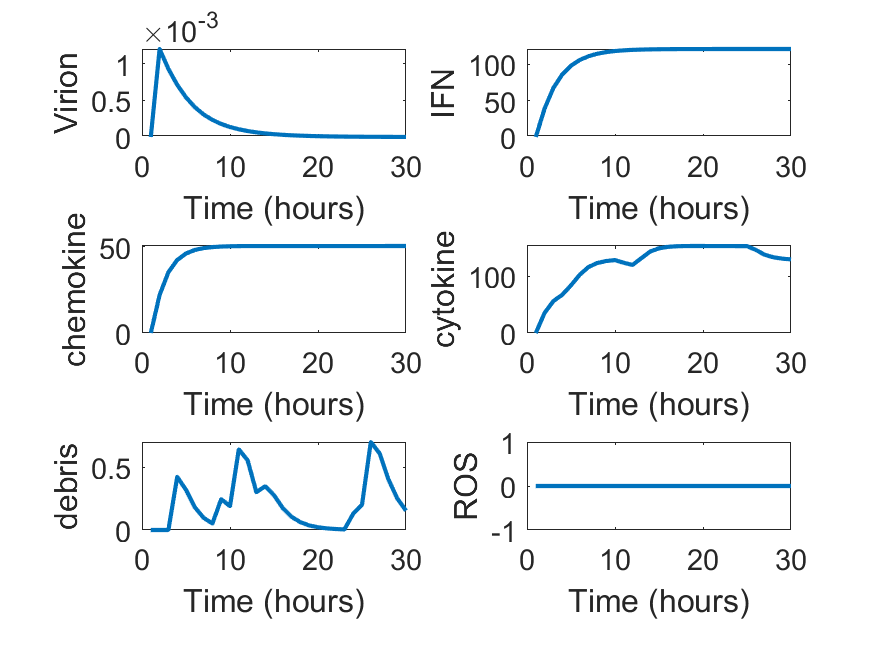 ×10-3
Virion
1
0.5
0
0 10 20 30
Time (hours)
IFN
100
50
0
0 10 20 30
Time (hours)
chemokine
50
0
0 10 20 30
Time (hours)
cytokine
100
0
0 10 20 30
Time (hours)
debris
0.5
0
0 10 20 30
Time (hours)
ROS
1
0
-1
0 10 20 30
Time (hours)